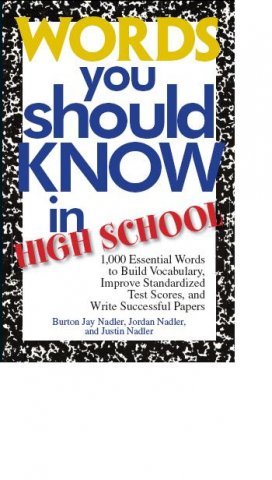 WORDS
you
should
KNOW
in
HIGH SCHOOL
1,000 Essential Words
to Build Vocabulary,
Improve Standardized
Test Scores, and
Write Successful Papers
Burton Jay Nadler, Jordan Nadler,
and Justin Nadler